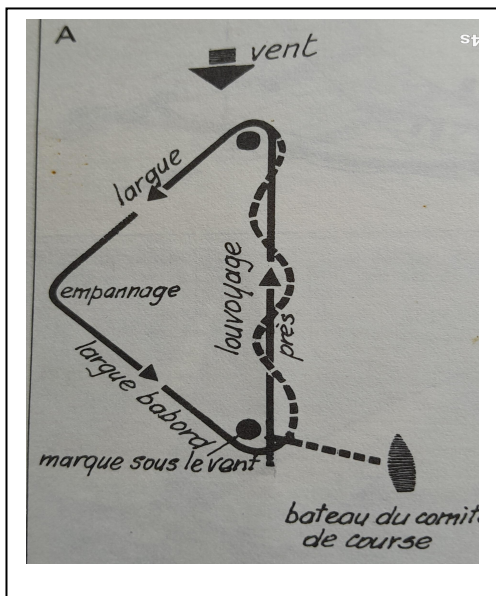 A
vent
largue
empannage
louvoyage
près
largue babord
marque sous le vent
bateau du comit
de course